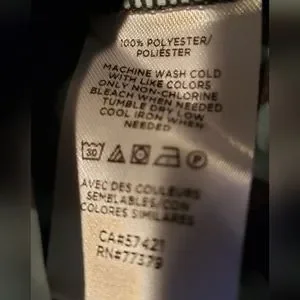 100% POLYESTER/
POLIÉSTER
MACHINE WASH COLD
WITH LIKE COLORS
ONLY NON-CHLORINE
BLEACH WHEN NEEDED
TUMBLE DRY LOW
COOL IRON WHEN
NEEDED
30 P
AVEC DES COULEURS
SEMBLABLES/CON
COLORES SIMILARES
CA#57421
RN#77379